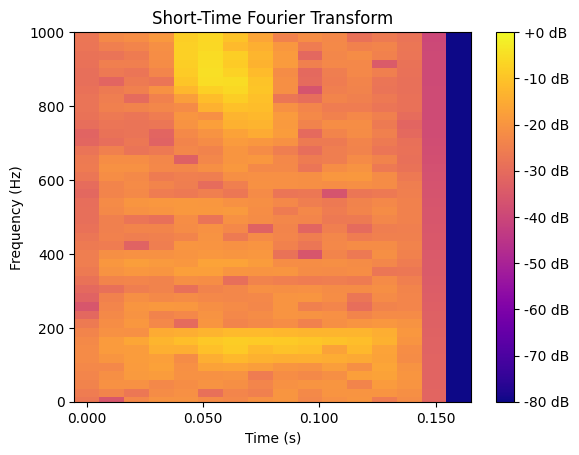 Short-Time Fourier Transform
1000
800
600
400
200
0
Frequency (Hz)
0.000
0.050
0.100
0.150
Time (s)
+0 dB
-10 dB
-20 dB
-30 dB
-40 dB
-50 dB
-60 dB
-70 dB
-80 dB